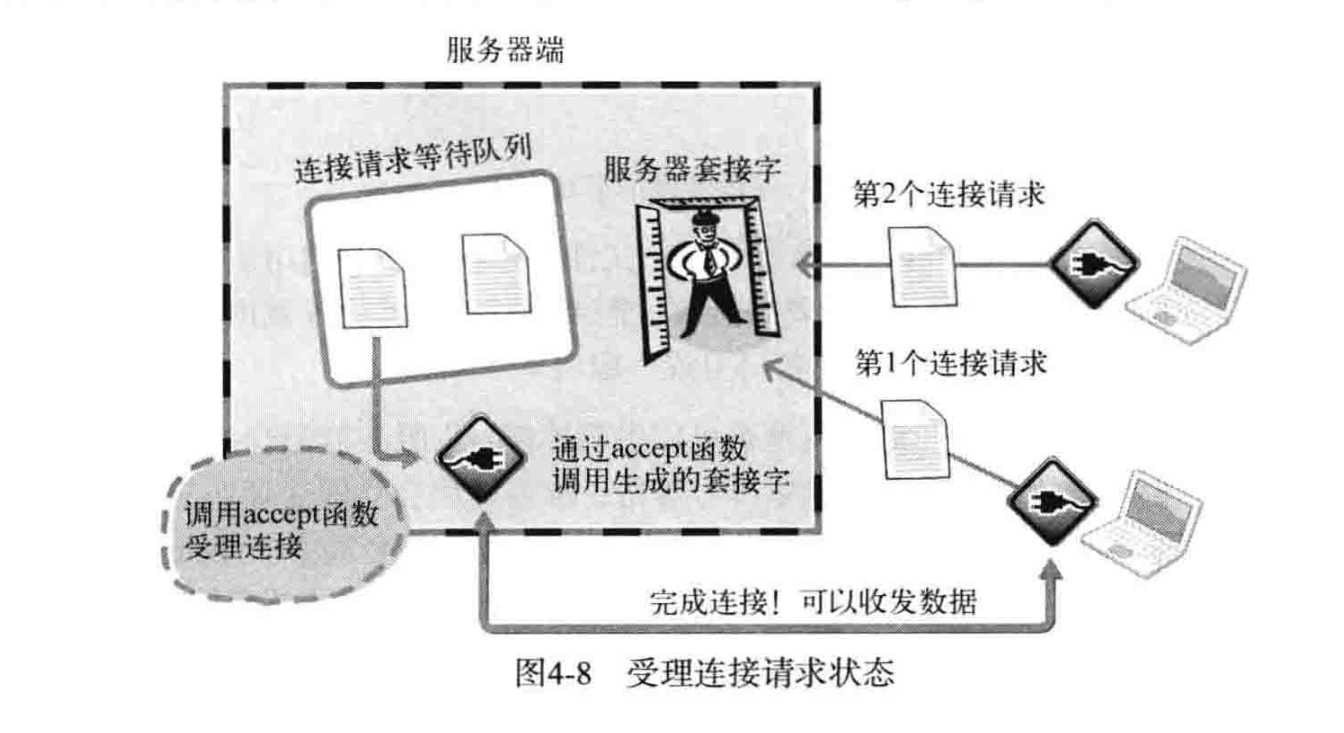 服务器端
连接请求等待队列
服务器套接字
第2个连接请求
第1个连接请求
通过accept函数
调用生成的套接字
调用accept函数
受理连接
完成连接！可以收发数据
图4-8 受理连接请求状态